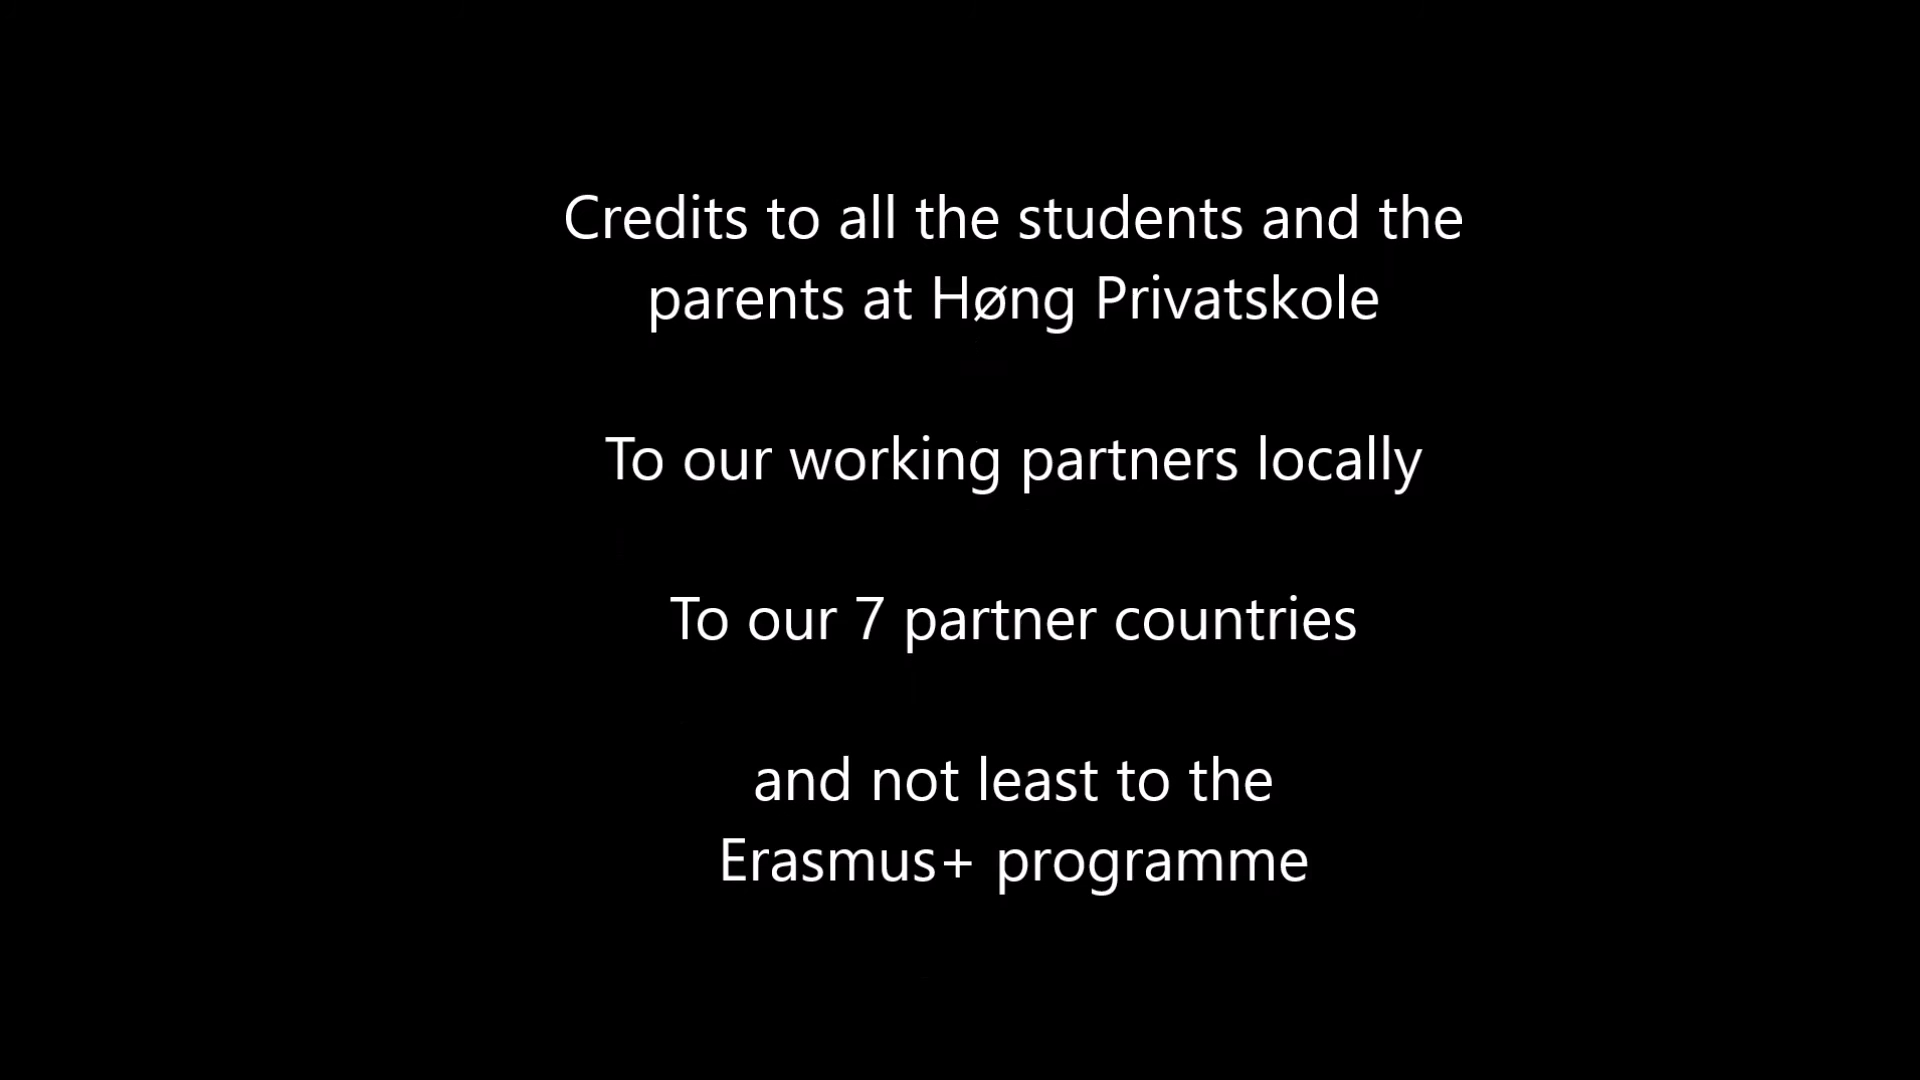 Credits to all the students and the
parents at Høng Privatskole
To our working partners locally
To our 7 partner countries
and not least to the
Erasmus+ programme